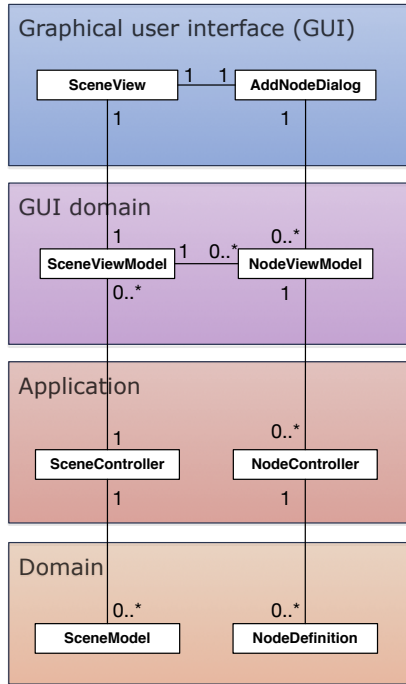 Graphical user interface (GUI)
SceneView 1 1 AddNodeDialog
1 1
GUI domain
1 0..*
SceneViewModel 1 0..* NodeViewModel
0..* 1
Application
1 0..*
SceneController NodeController
1 1
Domain
0..* 0..*
SceneModel NodeDefinition